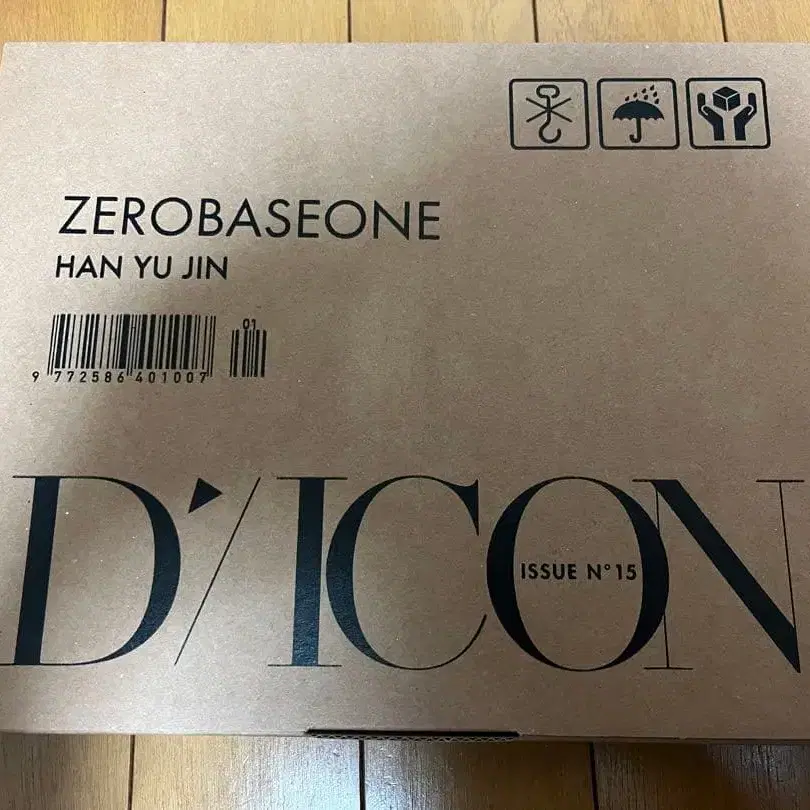 ZEROBASEONE
HAN YU JIN
01
9 772586 401007
D'/ICON
ISSUE N°15